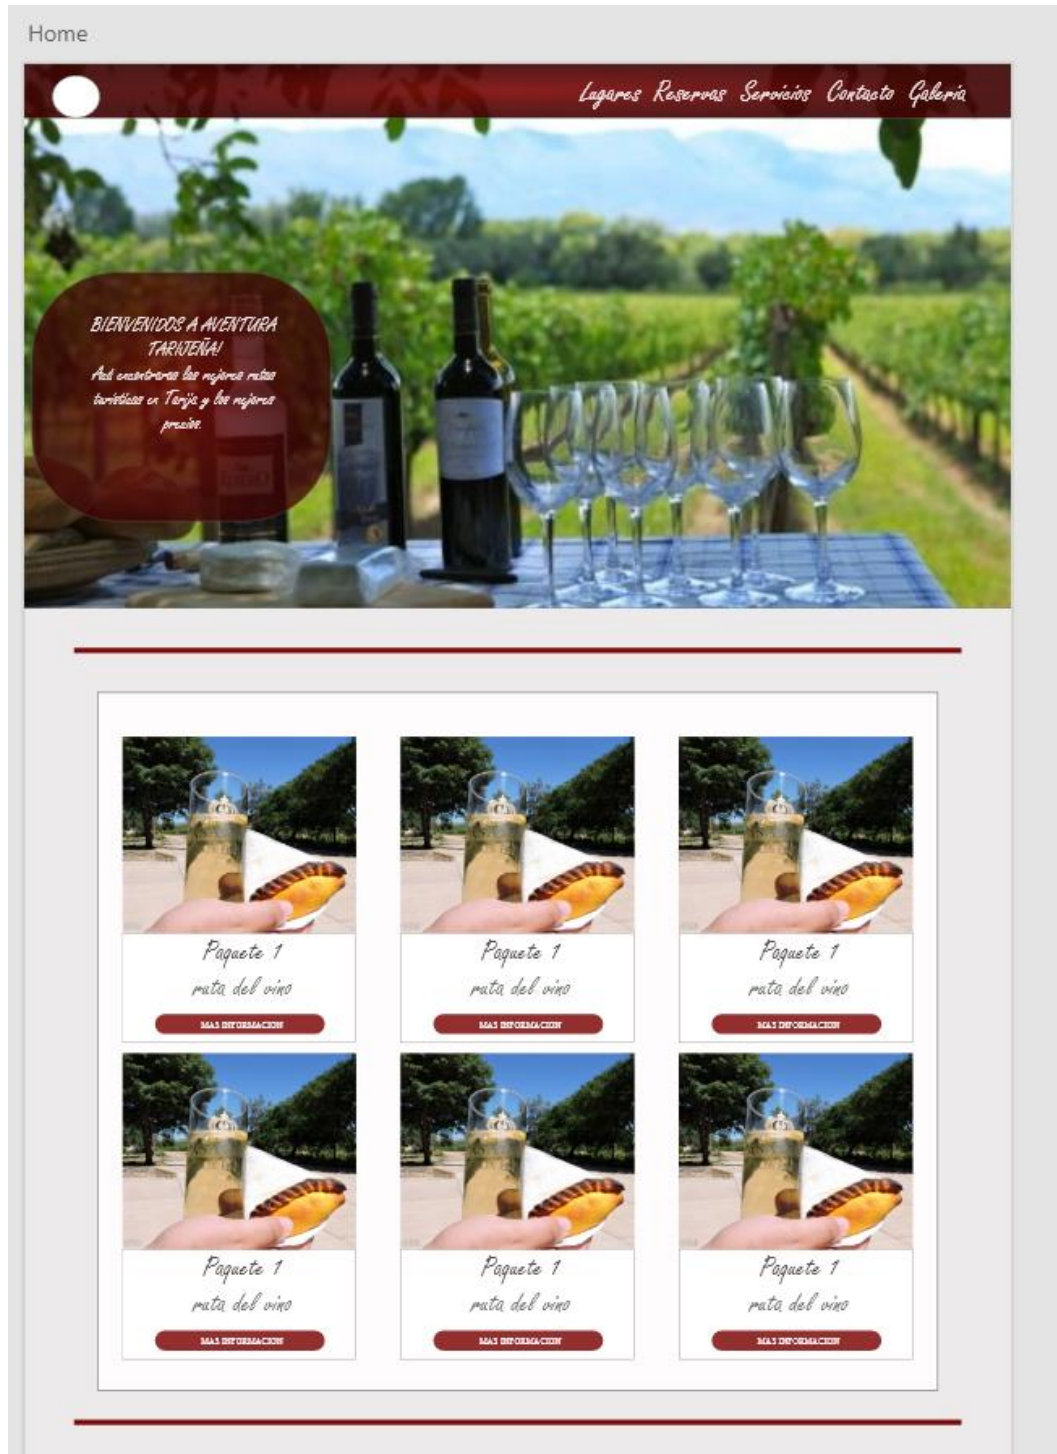 Home
Lugares Reservas Servicios Contacto Galeria
BIENVENIDOS A AVENTURA
TARIJEÑA!
Acá encontraras las mejores rutas
turísticas en Tarija y los mejores
precios.
Paquete 1 Paquete 1 Paquete 1
ruta del vino ruta del vino ruta del vino
MAS INFORMACION MAS INFORMACION MAS INFORMACION
Paquete 1 Paquete 1 Paquete 1
ruta del vino ruta del vino ruta del vino
MAS INFORMACION MAS INFORMACION MAS INFORMACION